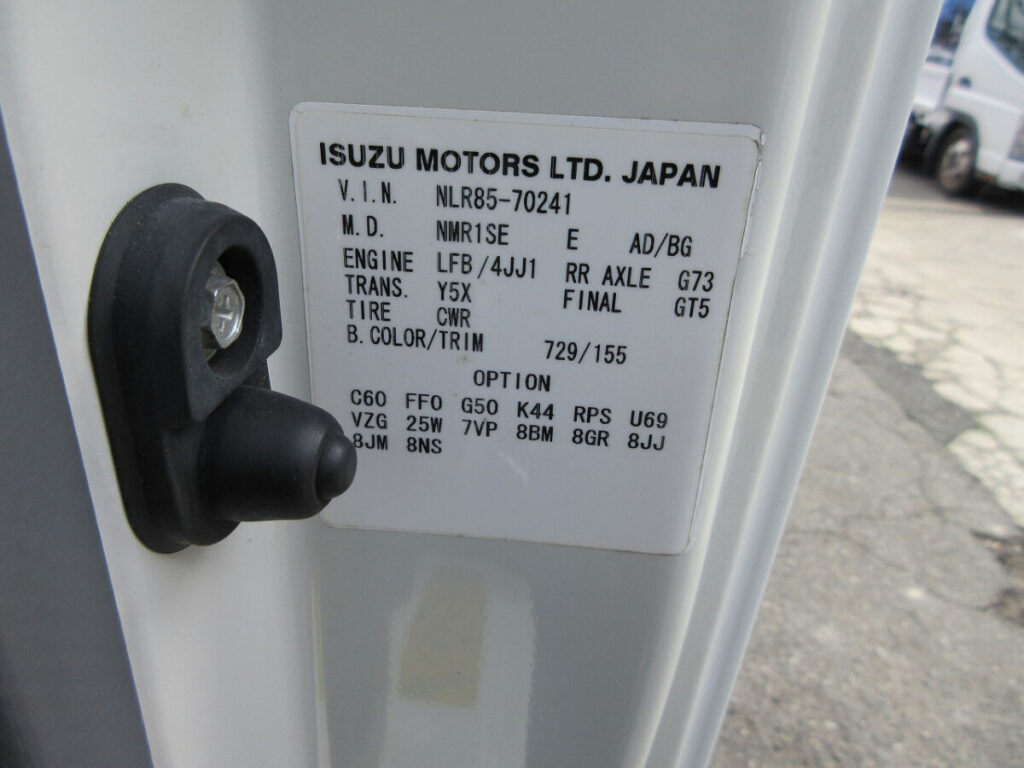 ISUZU MOTORS LTD. JAPAN
V.I.N. NLR85-70241
M.D. NMR1SE E AD/BG
ENGINE LFB/4JJ1 RR AXLE G73
TRANS. Y5X FINAL GT5
TIRE CWR
B.COLOR/TRIM 729/155
OPTION
C60 FF0 G50 K44 RPS U69
VZG 25W 7VP 8BM 8GR 8JJ
8JM 8NS